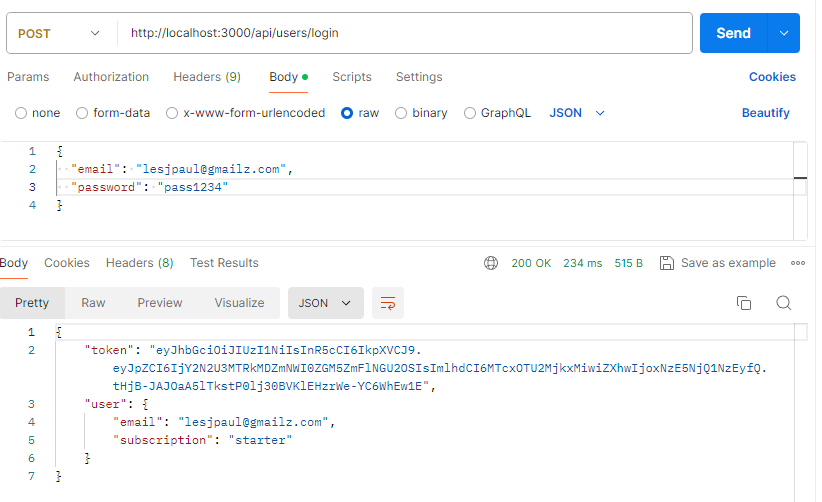 POST http://localhost:3000/api/users/login Send
Params Authorization Headers (9) Body Scripts Settings Cookies
none form-data x-www-form-urlencoded raw binary GraphQL JSON Beautify
1 {
2 "email": "lesjpaul@gmailz.com",
3 "password": "pass1234"
4 }
Body Cookies Headers (8) Test Results 200 OK 234 ms 515 B Save as example
Pretty Raw Preview Visualize JSON
1 {
2 "token": "eyJhbGciOiJIUzI1NiIsInR5cCI6IkpXVCJ9.
eyJpZCI6IjY2N2U3MTRkMDZmNWI0ZGM5ZmFlNGU2OSIsImlhdCI6MTcxOTU2MjkxMiwiZXhwIjoxNzE5NjQ1NzEyfQ.
tHjB-JAJOaA5lTkstP0lj30BVKlEHzrWe-YC6WhEw1E",
3 "user": {
4 "email": "lesjpaul@gmailz.com",
5 "subscription": "starter"
6 }
7 }